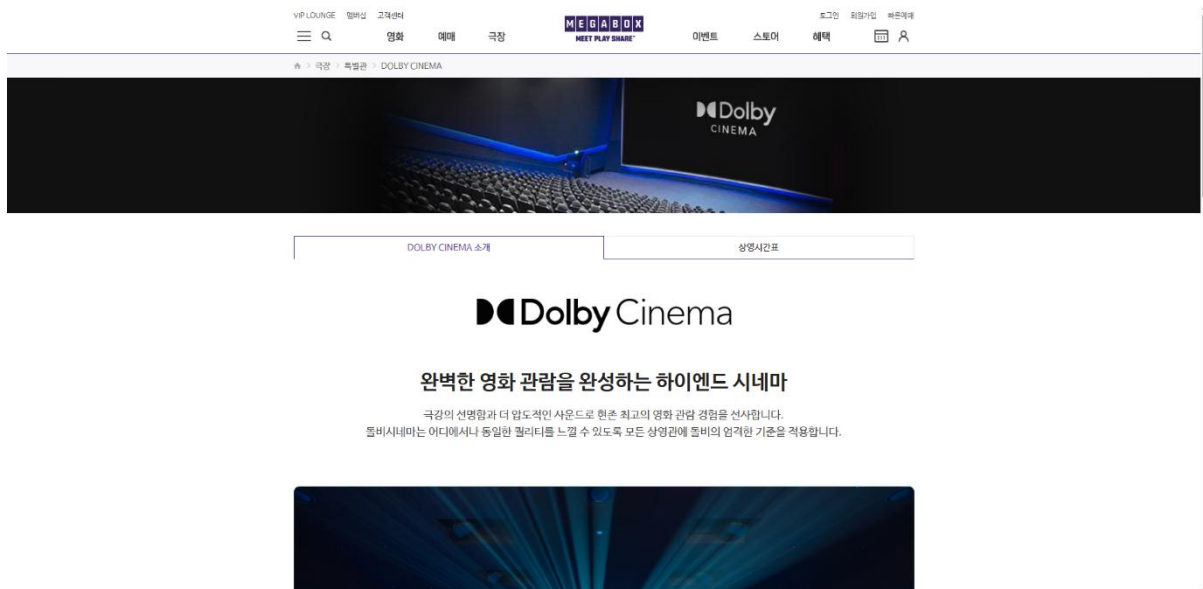 VIP LOUNGE 멤버십 고객센터
로그인 회원가입 빠른예매
영화 예매 극장
MEGABOX
MEET PLAY SHARE
이벤트 스토어 혜택
극장 > 특별관 > DOLBY CINEMA
Dolby
CINEMA
DOLBY CINEMA 소개
상영시간표
Dolby Cinema
완벽한 영화 관람을 완성하는 하이엔드 시네마
극강의 선명함과 더 압도적인 사운드로 현존 최고의 영화 관람 경험을 선사합니다.
돌비시네마는 어디에서나 동일한 퀄리티를 느낄 수 있도록 모든 상영관에 돌비의 엄격한 기준을 적용합니다.